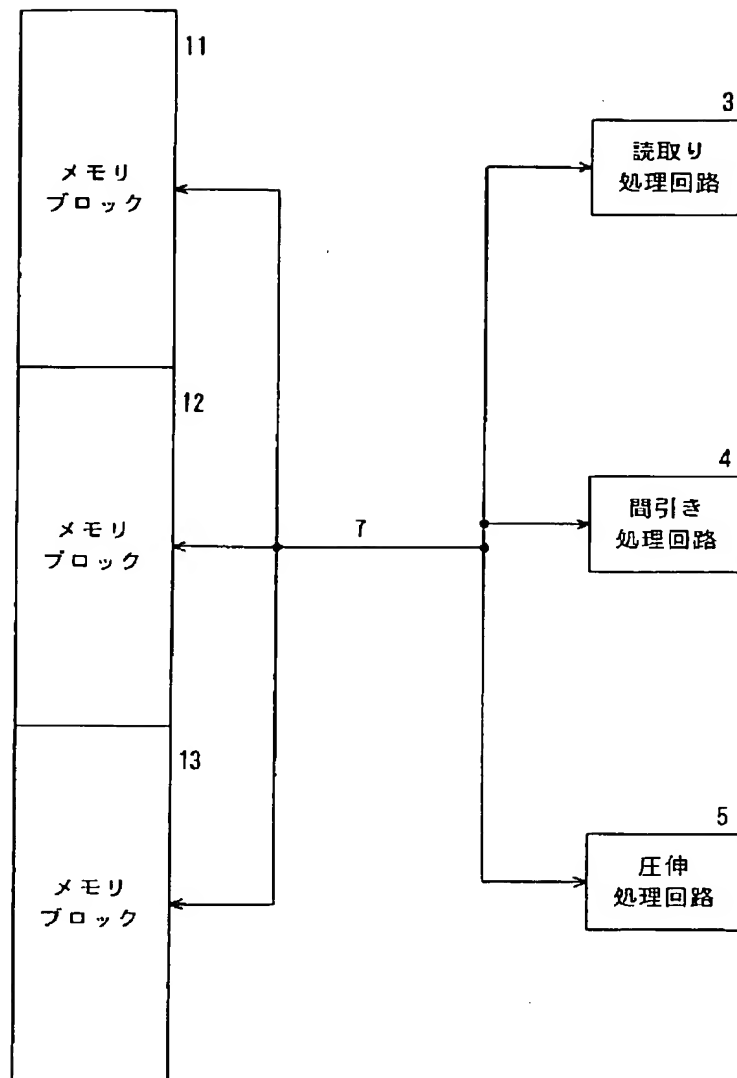 11
メモリ
ブロック
12
メモリ
ブロック
13
メモリ
ブロック
7
3
読取り
処理回路
4
間引き
処理回路
5
圧伸
処理回路